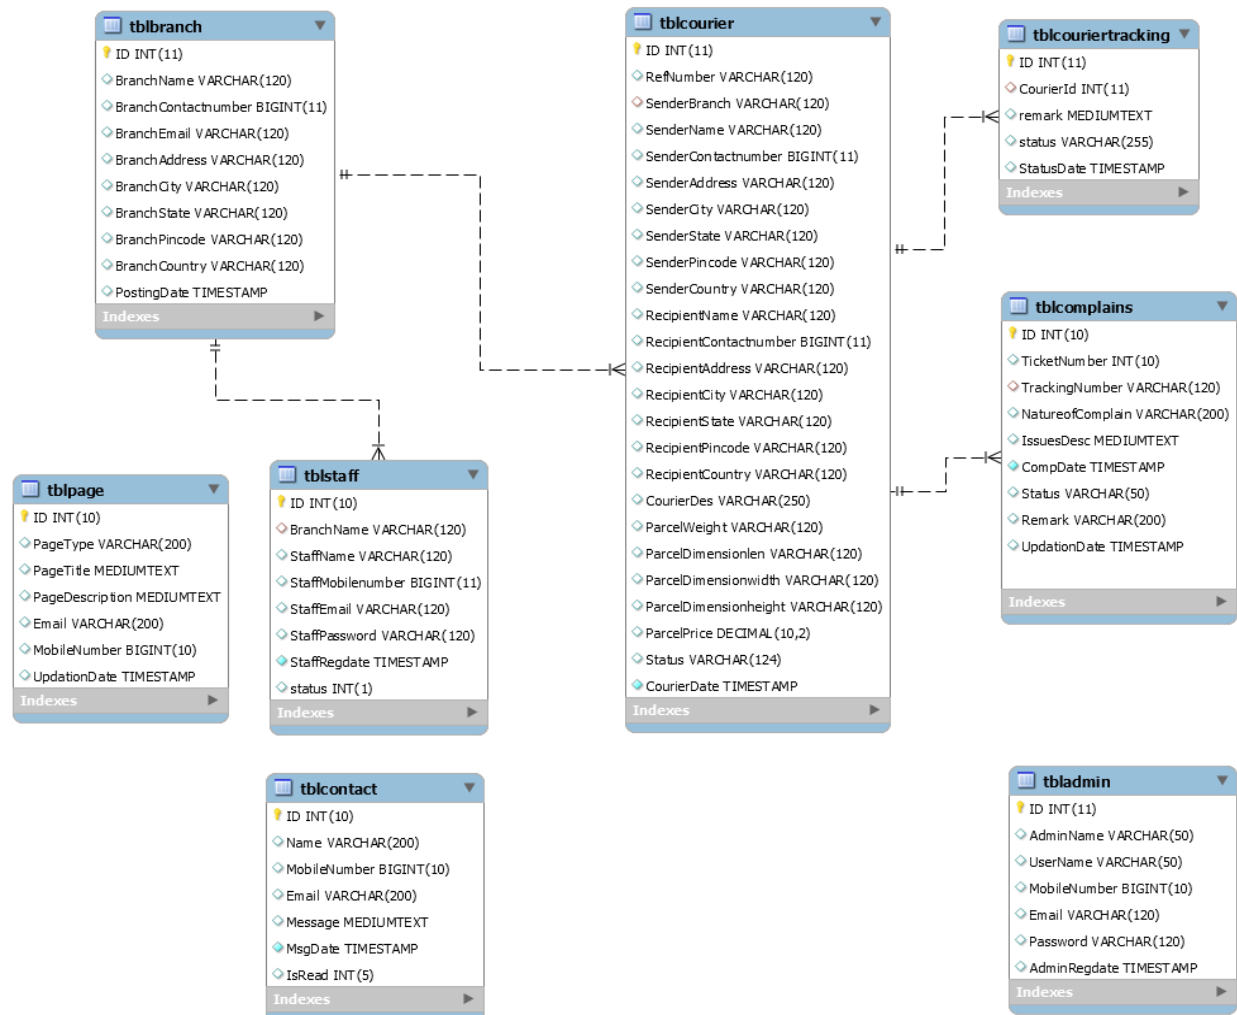 tblbranch
ID INT(11)
BranchName VARCHAR(120)
BranchContactnumber BIGINT(11)
BranchEmail VARCHAR(120)
BranchAddress VARCHAR(120)
BranchCity VARCHAR(120)
BranchState VARCHAR(120)
BranchPincode VARCHAR(120)
BranchCountry VARCHAR(120)
PostingDate TIMESTAMP
Indexes
tblcourier
ID INT(11)
RefNumber VARCHAR(120)
SenderBranch VARCHAR(120)
SenderName VARCHAR(120)
SenderContactnumber BIGINT(11)
SenderAddress VARCHAR(120)
SenderCity VARCHAR(120)
SenderState VARCHAR(120)
SenderPincode VARCHAR(120)
SenderCountry VARCHAR(120)
RecipientName VARCHAR(120)
RecipientContactnumber BIGINT(11)
RecipientAddress VARCHAR(120)
RecipientCity VARCHAR(120)
RecipientState VARCHAR(120)
RecipientPincode VARCHAR(120)
RecipientCountry VARCHAR(120)
CourierDes VARCHAR(250)
ParcelWeight VARCHAR(120)
ParcelDimensionlen VARCHAR(120)
ParcelDimensionwidth VARCHAR(120)
ParcelDimensionheight VARCHAR(120)
ParcelPrice DECIMAL(10,2)
Status VARCHAR(124)
CourierDate TIMESTAMP
Indexes
tblcouriertracking
ID INT(11)
CourierId INT(11)
remark MEDIUMTEXT
status VARCHAR(255)
StatusDate TIMESTAMP
Indexes
tblcomplains
ID INT(10)
TicketNumber INT(10)
TrackingNumber VARCHAR(120)
NatureofComplain VARCHAR(200)
IssuesDesc MEDIUMTEXT
CompDate TIMESTAMP
Status VARCHAR(50)
Remark VARCHAR(200)
UpdationDate TIMESTAMP
Indexes
tblpage
ID INT(10)
PageType VARCHAR(200)
PageTitle MEDIUMTEXT
PageDescription MEDIUMTEXT
Email VARCHAR(200)
MobileNumber BIGINT(10)
UpdationDate TIMESTAMP
Indexes
tblstaff
ID INT(10)
BranchName VARCHAR(120)
StaffName VARCHAR(120)
StaffMobilenumber BIGINT(11)
StaffEmail VARCHAR(120)
StaffPassword VARCHAR(120)
StaffRegdate TIMESTAMP
status INT(1)
Indexes
tblcontact
ID INT(10)
Name VARCHAR(200)
MobileNumber BIGINT(10)
Email VARCHAR(200)
Message MEDIUMTEXT
MsgDate TIMESTAMP
IsRead INT(5)
Indexes
tbladmin
ID INT(11)
AdminName VARCHAR(50)
UserName VARCHAR(50)
MobileNumber BIGINT(10)
Email VARCHAR(120)
Password VARCHAR(120)
AdminRegdate TIMESTAMP
Indexes